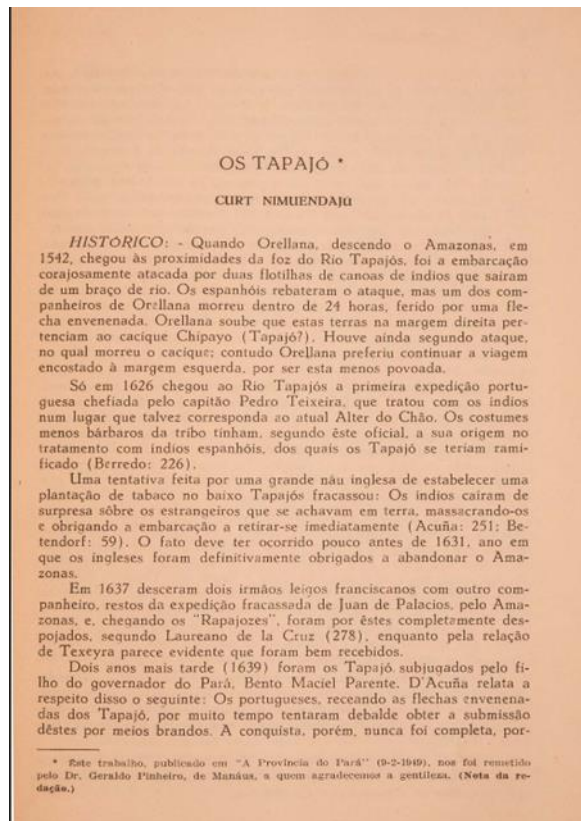 OS TAPAJÓ *
CURT NIMUENDAJÚ
HISTÓRICO: - Quando Orellana, descendo o Amazonas, em
1542, chegou às proximidades da foz do Rio Tapajós, foi a embarcação
corajosamente atacada por duas flotilhas de canoas de índios que saíram
de um braço de rio. Os espanhóis rebateram o ataque, mas um dos com-
panheiros de Orellana morreu dentro de 24 horas, ferido por uma fle-
cha envenenada. Orellana soube que estas terras na margem direita per-
tenciam ao cacique Chipayo (Tapajó?). Houve ainda segundo ataque,
no qual morreu o cacique; contudo Orellana preferiu continuar a viagem
encostado à margem esquerda, por ser esta menos povoada.
Só em 1626 chegou ao Rio Tapajós a primeira expedição portu-
guesa chefiada pelo capitão Pedro Teixeira, que tratou com os índios
num lugar que talvez corresponda ao atual Alter do Chão. Os costumes
menos bárbaros da tribo tinham, segundo êste oficial, a sua origem no
tratamento com índios espanhóis, dos quais os Tapajó se teriam rami-
ficado (Berredo: 226).
Uma tentativa feita por uma grande náu inglesa de estabelecer uma
plantação de tabaco no baixo Tapajós fracassou: Os índios caíram de
surpresa sôbre os estrangeiros que se achavam em terra, massacrando-os
e obrigando a embarcação a retirar-se imediatamente (Acuña: 251; Be-
tendorf: 59). O fato deve ter ocorrido pouco antes de 1631, ano em
que os ingleses foram definitivamente obrigados a abandonar o Ama-
zonas.
Em 1637 desceram dois irmãos leigos franciscanos com outro com-
panheiro, restos da expedição fracassada de Juan de Palacios, pelo Ama-
zonas, e, chegando os "Rapajozes", foram por êstes completamente des-
pojados, segundo Laureano de la Cruz (278), enquanto pela relação
de Texeyra parece evidente que foram bem recebidos.
Dois anos mais tarde (1639) foram os Tapajó subjugados pelo fi-
lho do governador do Pará, Bento Maciel Parente. D'Acuña relata a
respeito disso o seguinte: Os portugueses, receando as flechas envenena-
das dos Tapajó, por muito tempo tentaram debalde obter a submissão
dêstes por meios brandos. A conquista, porém, nunca foi completa, por-
* Êste trabalho, publicado em "A Província do Pará" (9-2-1949), nos foi remetido
pelo Dr. Geraldo Pinheiro, de Manáus, a quem agradecemos a gentileza. (Nota da re-
dação.)